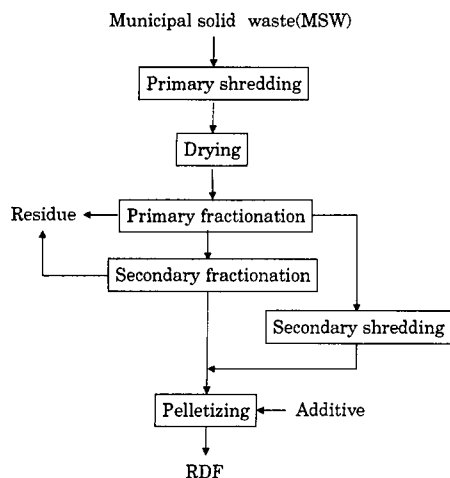 Municipal solid waste(MSW)
Primary shredding
Drying
Residue
Primary fractionation
Secondary fractionation
Secondary shredding
Pelletizing
Additive
RDF